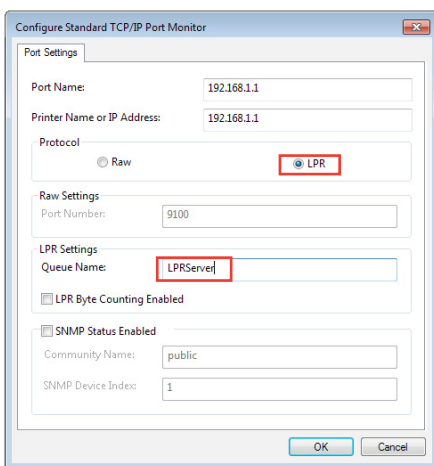 Configure Standard TCP/IP Port Monitor
Port Settings
Port Name: 192.168.1.1
Printer Name or IP Address: 192.168.1.1
Protocol
Raw LPR
Raw Settings
Port Number: 9100
LPR Settings
Queue Name: LPRServer
LPR Byte Counting Enabled
SNMP Status Enabled
Community Name: public
SNMP Device Index: 1
OK Cancel